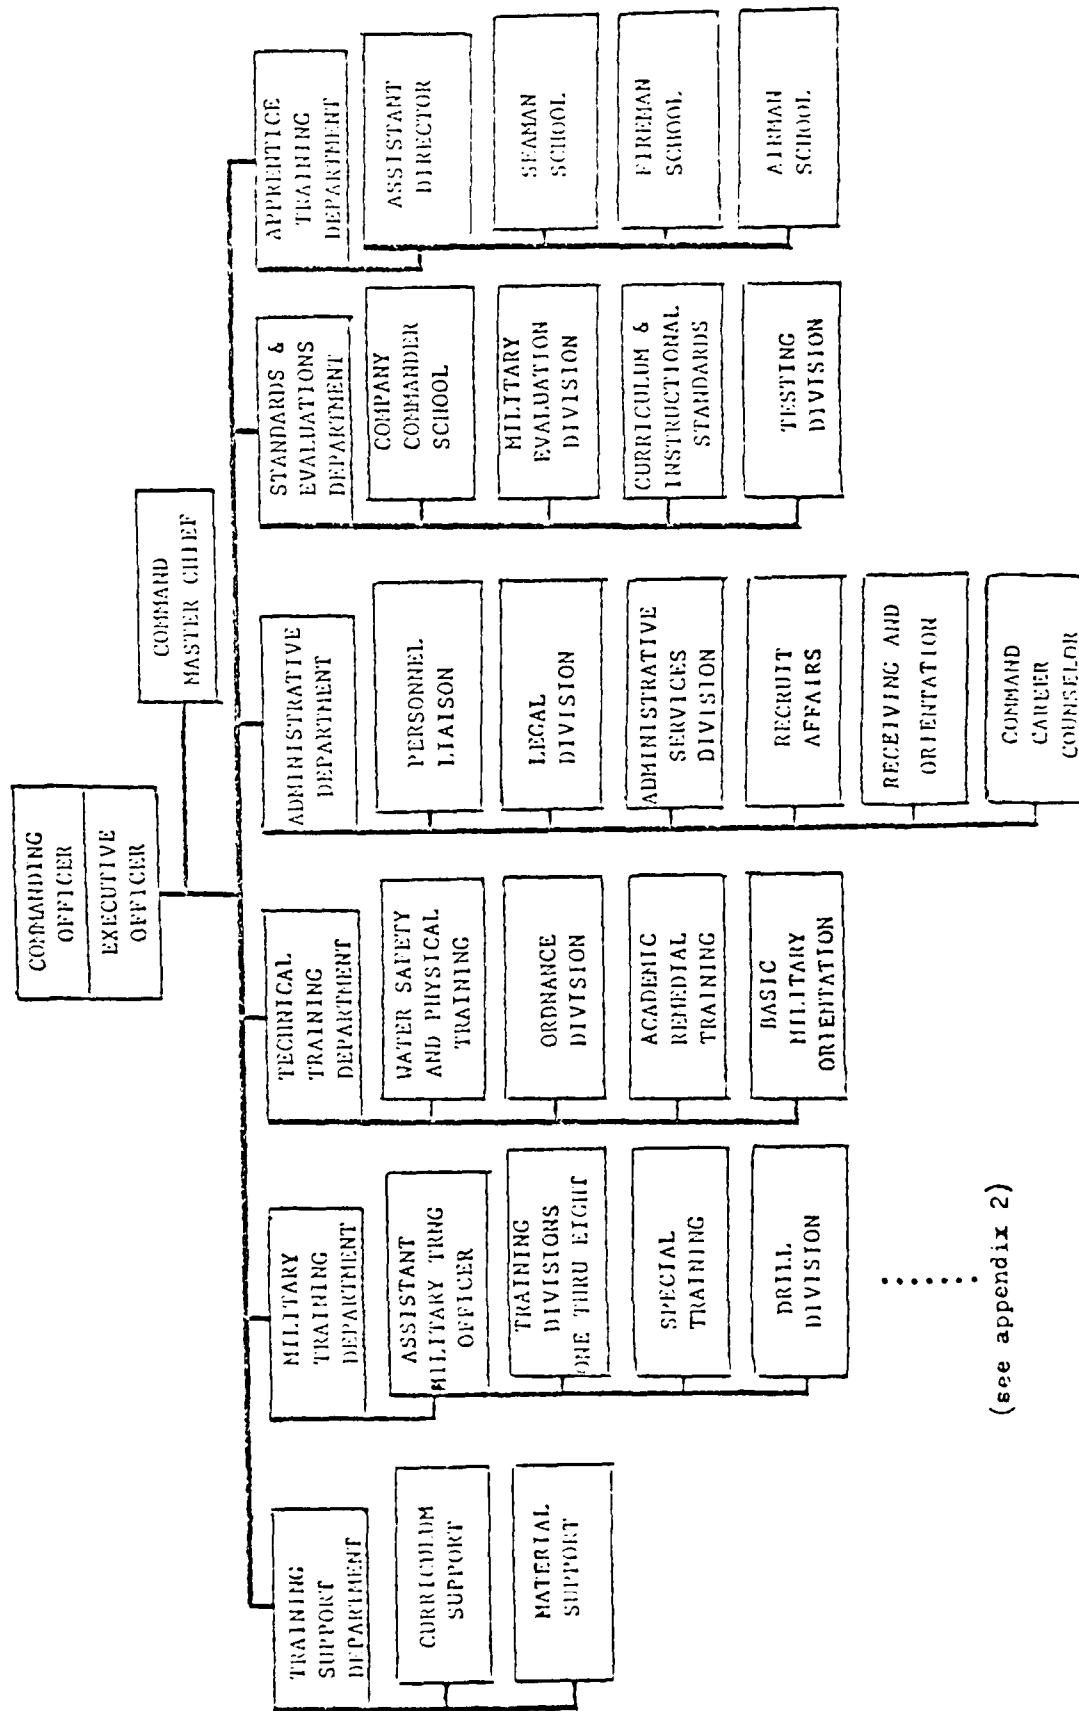 COMMANDING
OFFICER
EXECUTIVE
OFFICER
COMMAND
MASTER CHIEF
TRAINING
SUPPORT
DEPARTMENT
CURRICULUM
SUPPORT
MATERIAL
SUPPORT
MILITARY
TRAINING
DEPARTMENT
ASSISTANT
MILITARY TRNG
OFFICER
TRAINING
DIVISIONS
ONE THRU EIGHT
SPECIAL
TRAINING
DRILL
DIVISION
.......
(see appendix 2)
TECHNICAL
TRAINING
DEPARTMENT
WATER SAFETY
AND PHYSICAL
TRAINING
ORDNANCE
DIVISION
ACADEMIC
REMEDIAL
TRAINING
BASIC
MILITARY
ORIENTATION
ADMINISTRATIVE
DEPARTMENT
PERSONNEL
LIAISON
LEGAL
DIVISION
ADMINISTRATIVE
SERVICES
DIVISION
RECRUIT
AFFAIRS
RECEIVING AND
ORIENTATION
COMMAND
CAREER
COUNSELOR
STANDARDS &
EVALUATIONS
DEPARTMENT
COMPANY
COMMANDER
SCHOOL
MILITARY
EVALUATION
DIVISION
CURRICULUM &
INSTRUCTIONAL
STANDARDS
TESTING
DIVISION
APPRENTICE
TRAINING
DEPARTMENT
ASSISTANT
DIRECTOR
SEAMAN
SCHOOL
FIREMAN
SCHOOL
AIRMAN
SCHOOL